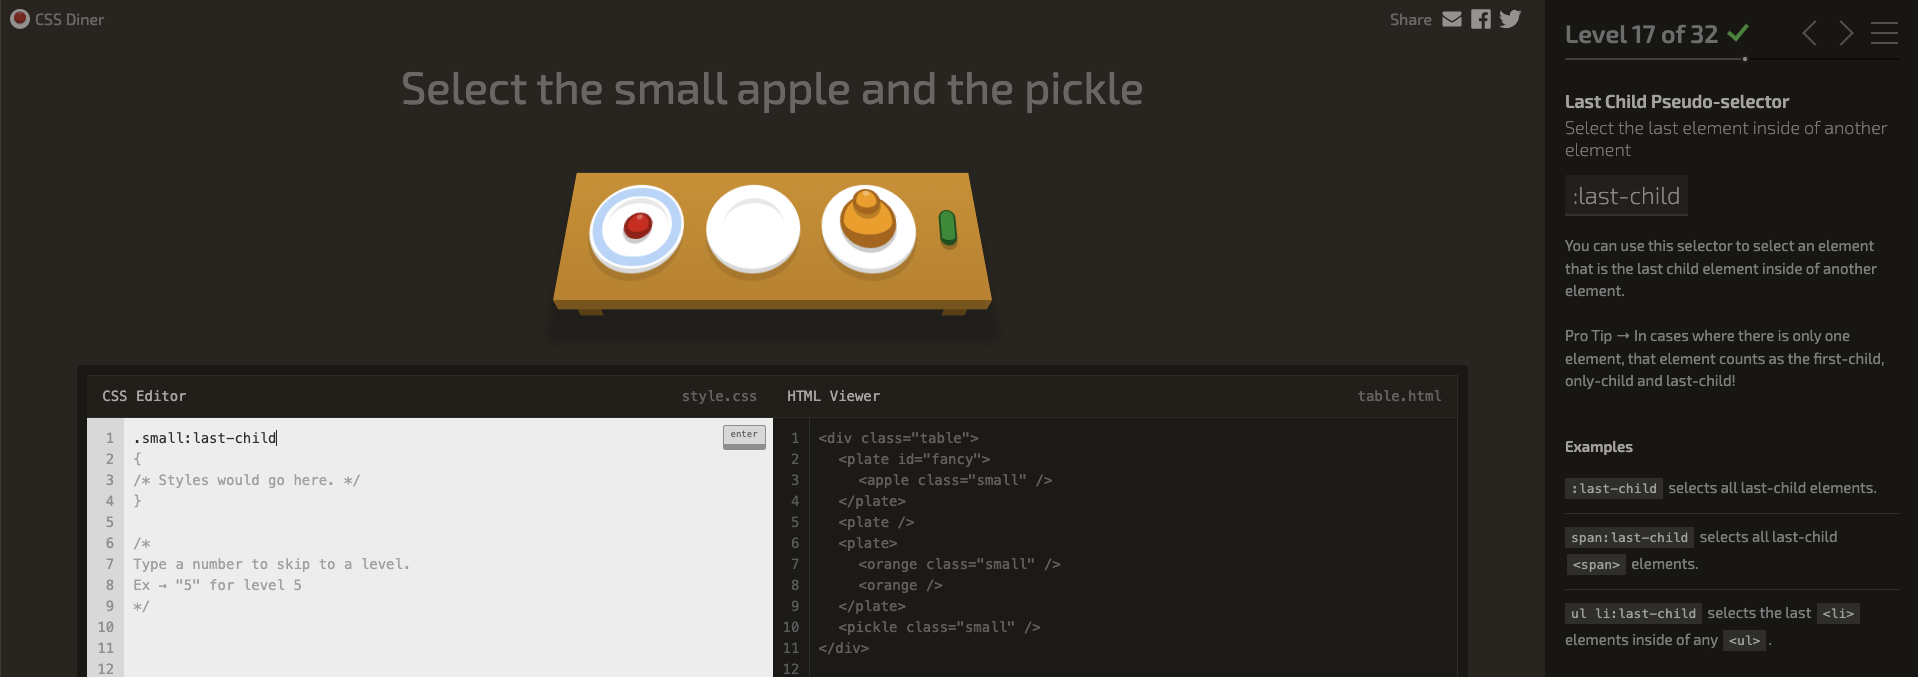 CSS Diner
Share
Select the small apple and the pickle
CSS Editor
style.css
1 .small:last-child
2 {
3 /* Styles would go here. */
4 }
5
6 /*
7 Type a number to skip to a level.
8 Ex → "5" for level 5
9 */
10
11
12
enter
HTML Viewer
table.html
1 <div class="table">
2 <plate id="fancy">
3 <apple class="small" />
4 </plate>
5 <plate />
6 <plate>
7 <orange class="small" />
8 <orange />
9 </plate>
10 <pickle class="small" />
11 </div>
12
Level 17 of 32
Last Child Pseudo-selector
Select the last element inside of another
element
:last-child
You can use this selector to select an element
that is the last child element inside of another
element.
Pro Tip → In cases where there is only one
element, that element counts as the first-child,
only-child and last-child!
Examples
:last-child selects all last-child elements.
span:last-child selects all last-child
<span> elements.
ul li:last-child selects the last <li>
elements inside of any <ul>.